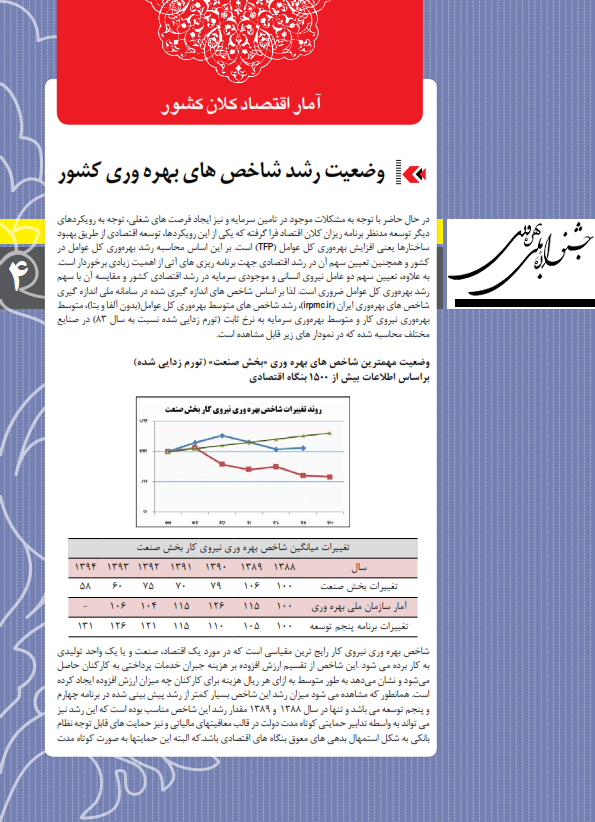 آمار اقتصاد کلان کشور
وضعیت رشد شاخص های بهره وری کشور
در حال حاضر با توجه به مشکلات موجود در تامین سرمایه و نیز ایجاد فرصت های شغلی، توجه به رویکردهای
دیگر توسعه مدنظر برنامه ریزان کلان اقتصاد قرا گرفته که یکی از این رویکردها، توسعه اقتصادی از طریق بهبود
ساختارها یعنی افزایش بهره‌وری کل عوامل (TFP) است. بر این اساس محاسبه رشد بهره‌وری کل عوامل در
کشور و همچنین تعیین سهم آن در رشد اقتصادی جهت برنامه ریزی های آتی از اهمیت زیادی برخوردار است.
به علاوه، تعیین سهم دو عامل نیروی انسانی و موجودی سرمایه در رشد اقتصادی کشور و مقایسه آن با سهم
رشد بهره‌وری کل عوامل ضروری است. لذا بر اساس شاخص های اندازه گیری شده در سامانه ملی اندازه گیری
شاخص های بهره‌وری ایران (irpmc.ir)، رشد شاخص های متوسط بهره‌وری کل عوامل(بدون آلفا و بتا)، متوسط
بهره‌وری نیروی کار و متوسط بهره‌وری سرمایه به نرخ ثابت (تورم زدایی شده نسبت به سال ۸۳) در صنایع
مختلف محاسبه شده که در نمودار های زیر قابل مشاهده است.
۴
جشنواره ملی بهره وری
وضعیت مهمترین شاخص های بهره وری «بخش صنعت» (تورم زدایی شده)
براساس اطلاعات بیش از ۱۵۰۰ بنگاه اقتصادی
روند تغییرات شاخص بهره وری نیروی کار بخش صنعت
تغییرات میانگین شاخص بهره وری نیروی کار بخش صنعت
سال ۱۳۸۸ ۱۳۸۹ ۱۳۹۰ ۱۳۹۱ ۱۳۹۲ ۱۳۹۳ ۱۳۹۴
تغییرات بخش صنعت ۱۰۰ ۱۰۶ ۷۹ ۷۰ ۷۵ ۶۰ ۵۸
آمار سازمان ملی بهره وری ۱۰۰ ۱۱۵ ۱۲۶ ۱۱۵ ۱۰۴ ۱۰۶ -
تغییرات برنامه پنجم توسعه ۱۰۰ ۱۰۵ ۱۱۰ ۱۱۵ ۱۲۱ ۱۲۶ ۱۳۱
شاخص بهره وری نیروی کار رایج ترین مقیاسی است که در مورد یک اقتصاد، صنعت و یا یک واحد تولیدی
به کار برده می شود .این شاخص از تقسیم ارزش افزوده بر هزینه جبران خدمات پرداختی به کارکنان حاصل
می‌شود و نشان می‌دهد به طور متوسط به ازای هر ریال هزینه برای کارکنان چه میزان ارزش افزوده ایجاد کرده
است. همانطور که مشاهده می شود میزان رشد این شاخص بسیار کمتر از رشد پیش بینی شده در برنامه چهارم
و پنجم توسعه می باشد و تنها در سال ۱۳۸۸ و ۱۳۸۹ مقدار رشد این شاخص مناسب بوده است که این رشد نیز
می تواند به واسطه تدابیر حمایتی کوتاه مدت دولت در قالب معافیتهای مالیاتی و نیز حمایت های قابل توجه نظام
بانکی به شکل استمهال بدهی های معوق بنگاه های اقتصادی باشد.که البته این حمایتها به صورت کوتاه مدت